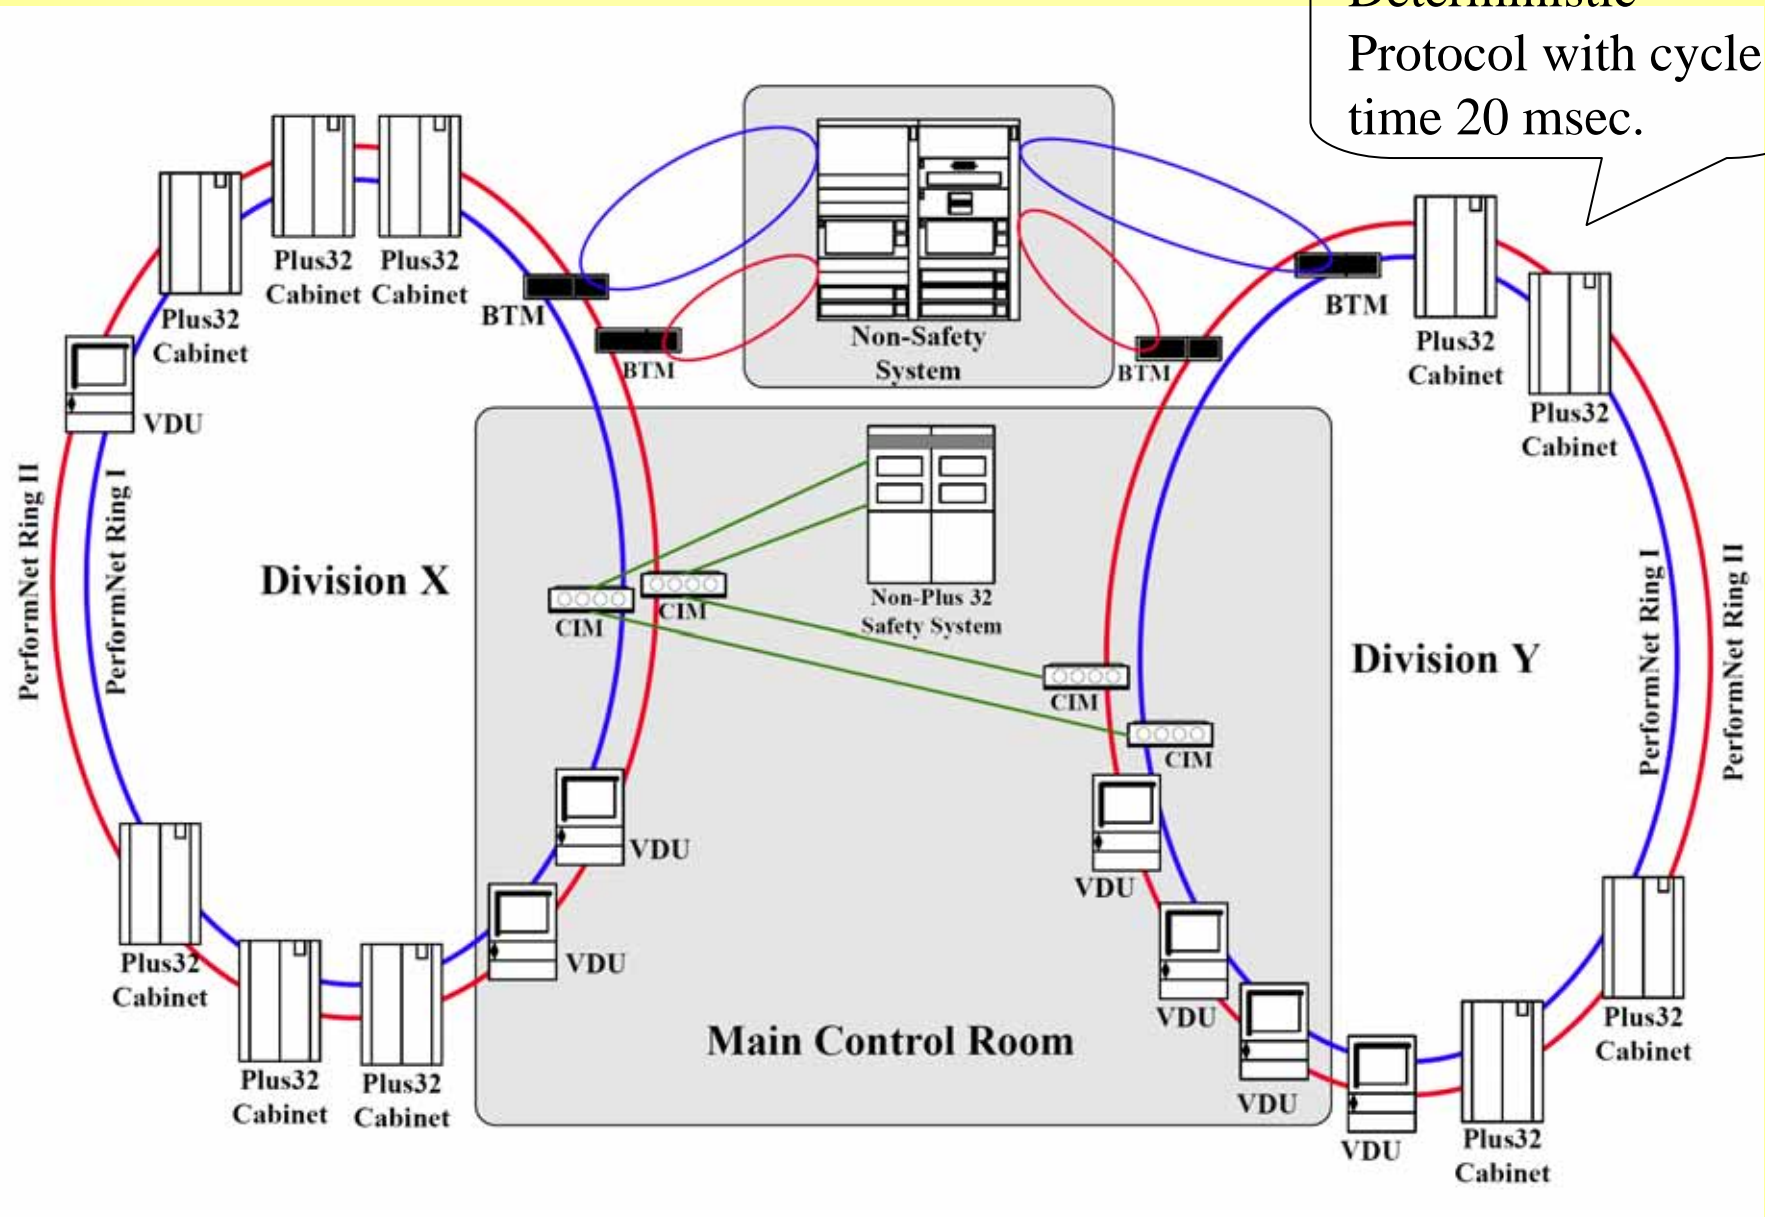 Deterministic
Protocol with cycle
time 20 msec.
Plus32
Cabinet
Plus32
Cabinet
Plus32
Cabinet
VDU
BTM
BTM
Non-Safety
System
BTM
BTM
Plus32
Cabinet
Plus32
Cabinet
PerformNet Ring II
PerformNet Ring I
Division X
CIM
CIM
Non-Plus 32
Safety System
CIM
CIM
Division Y
PerformNet Ring I
PerformNet Ring II
VDU
VDU
VDU
VDU
VDU
VDU
Main Control Room
Plus32
Cabinet
Plus32
Cabinet
Plus32
Cabinet
Plus32
Cabinet
Plus32
Cabinet